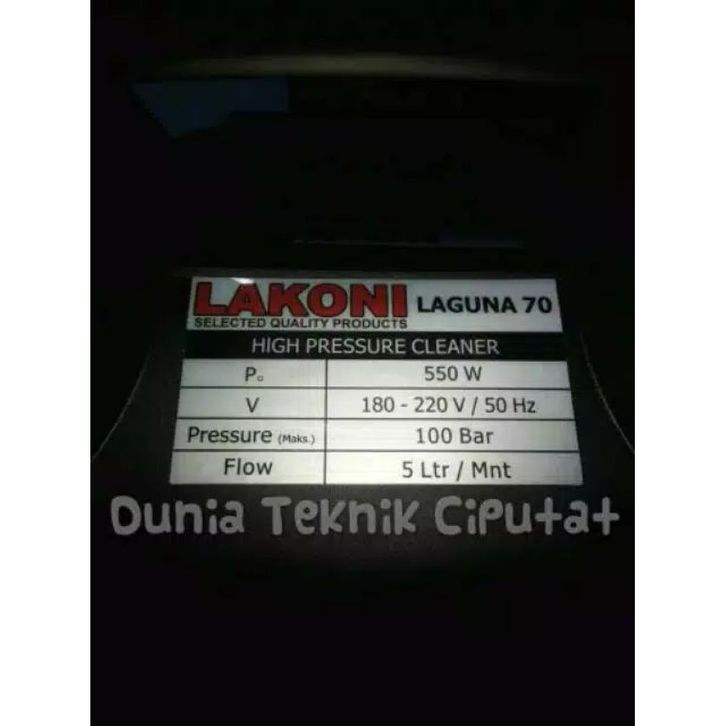 LAKONI LAGUNA 70
SELECTED QUALITY PRODUCTS
HIGH PRESSURE CLEANER
Po 550 W
V 180 - 220 V / 50 Hz
Pressure (Maks.) 100 Bar
Flow 5 Ltr / Mnt
Dunia Teknik Ciputat